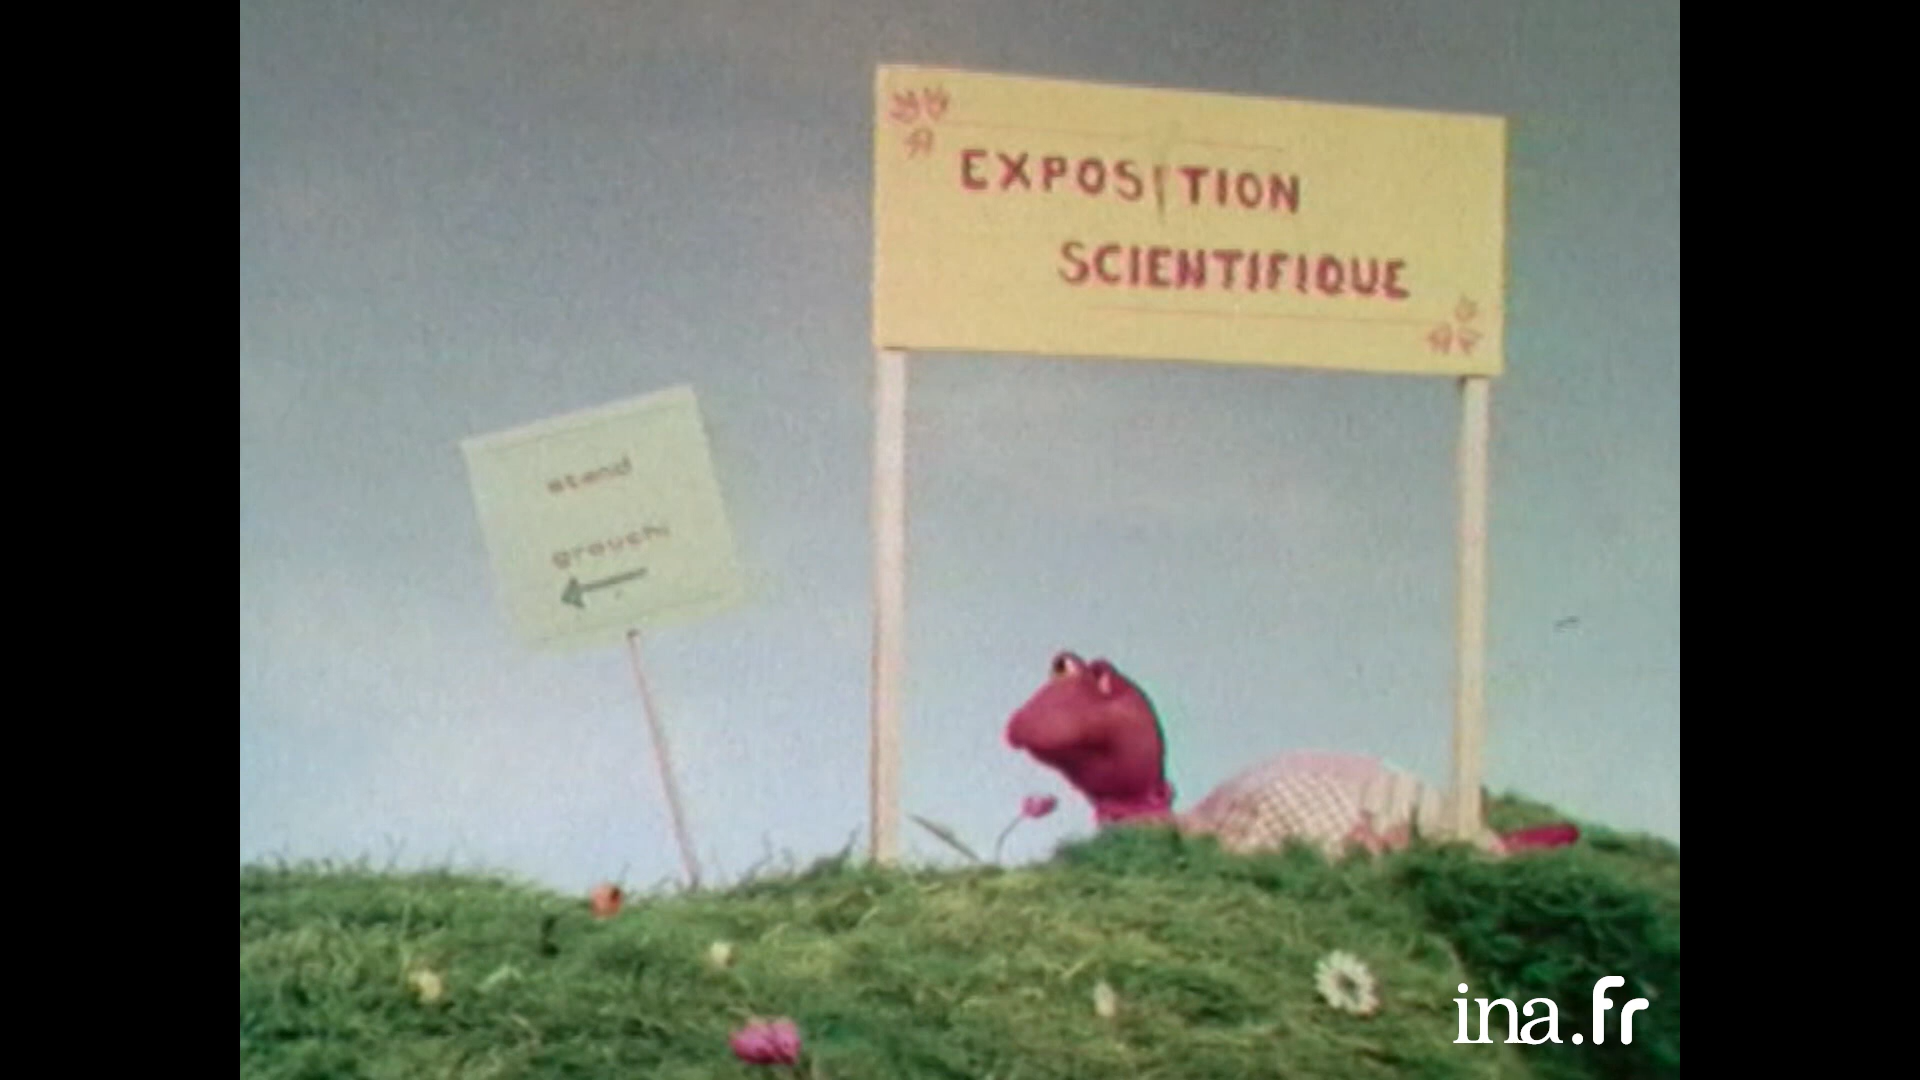 EXPOSITION
SCIENTIFIQUE
stand
grouchi
ina.fr